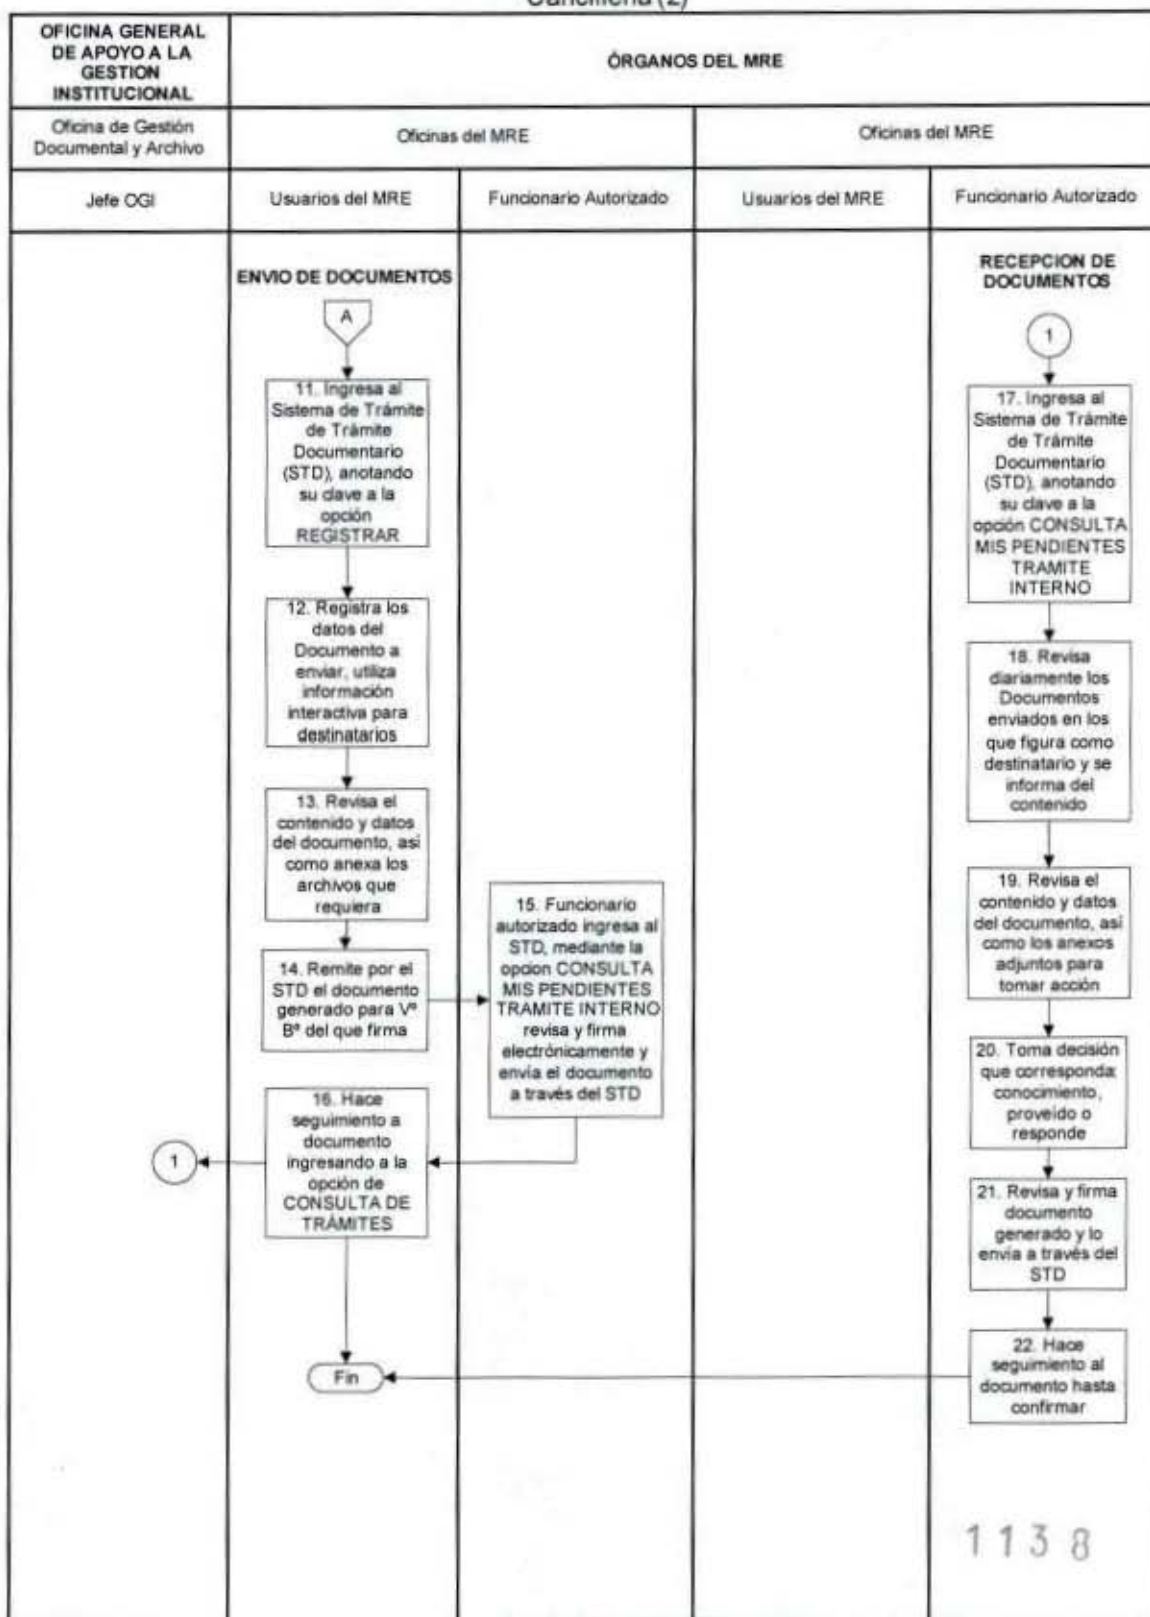 Cancillería (2)
OFICINA GENERAL
DE APOYO A LA
GESTION
INSTITUCIONAL
ÓRGANOS DEL MRE
Oficina de Gestión
Documental y Archivo
Oficinas del MRE
Oficinas del MRE
Jefe OGI
Usuarios del MRE
Funcionario Autorizado
Usuarios del MRE
Funcionario Autorizado
ENVIO DE DOCUMENTOS
A
11. Ingresa al
Sistema de Trámite
de Trámite
Documentario
(STD), anotando
su clave a la
opción
REGISTRAR
12. Registra los
datos del
Documento a
enviar, utiliza
información
interactiva para
destinatarios
13. Revisa el
contenido y datos
del documento, así
como anexa los
archivos que
requiera
14. Remite por el
STD el documento
generado para Vº
Bº del que firma
15. Funcionario
autorizado ingresa al
STD, mediante la
opcion CONSULTA
MIS PENDIENTES
TRAMITE INTERNO
revisa y firma
electrónicamente y
envía el documento
a través del STD
16. Hace
seguimiento a
documento
ingresando a la
opción de
CONSULTA DE
TRÁMITES
1
Fin
RECEPCION DE
DOCUMENTOS
1
17. Ingresa al
Sistema de Trámite
de Trámite
Documentario
(STD), anotando
su clave a la
opción CONSULTA
MIS PENDIENTES
TRAMITE
INTERNO
18. Revisa
diariamente los
Documentos
enviados en los
que figura como
destinatario y se
informa del
contenido
19. Revisa el
contenido y datos
del documento, así
como los anexos
adjuntos para
tomar acción
20. Toma decisión
que corresponda:
conocimiento,
proveído o
responde
21. Revisa y firma
documento
generado y lo
envía a través del
STD
22. Hace
seguimiento al
documento hasta
confirmar
1138